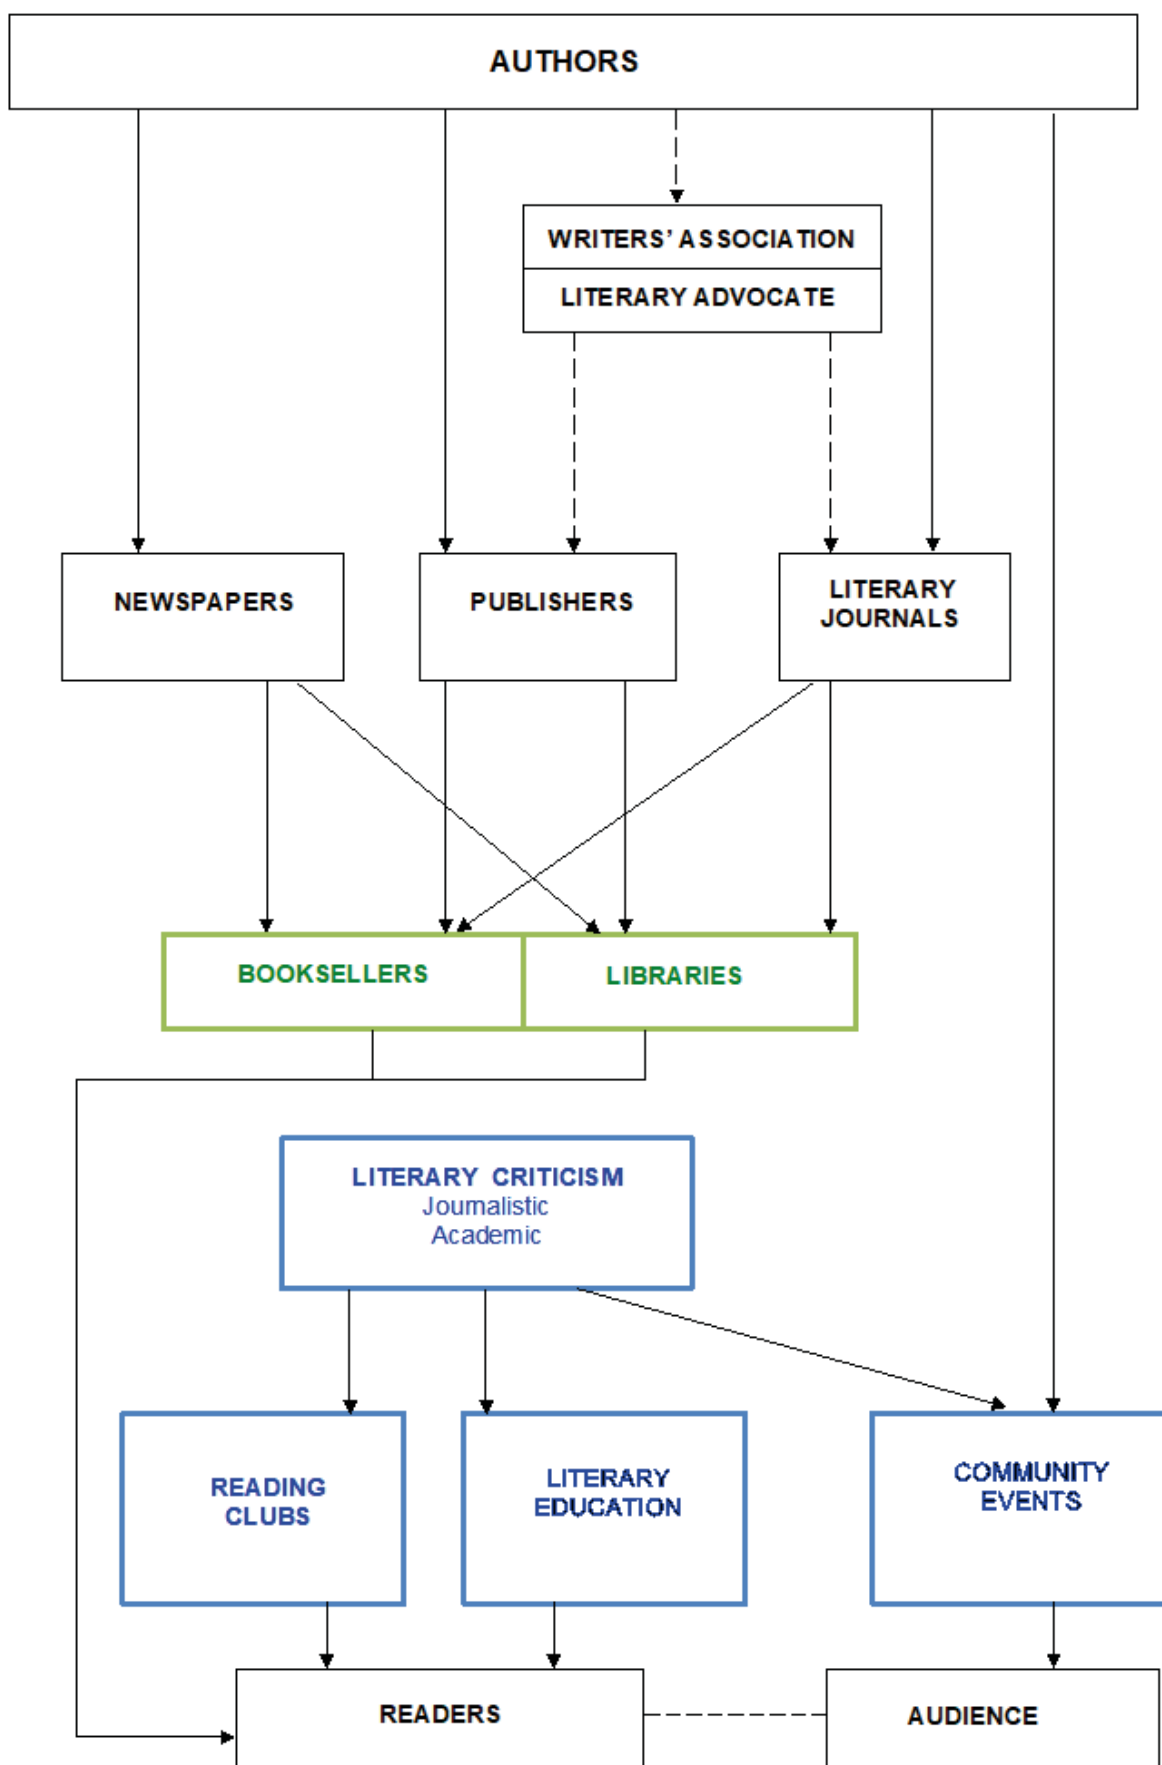 AUTHORS
WRITERS' ASSOCIATION
LITERARY ADVOCATE
NEWSPAPERS
PUBLISHERS
LITERARY
JOURNALS
BOOKSELLERS
LIBRARIES
LITERARY CRITICISM
Journalistic
Academic
READING
CLUBS
LITERARY
EDUCATION
COMMUNITY
EVENTS
READERS
AUDIENCE